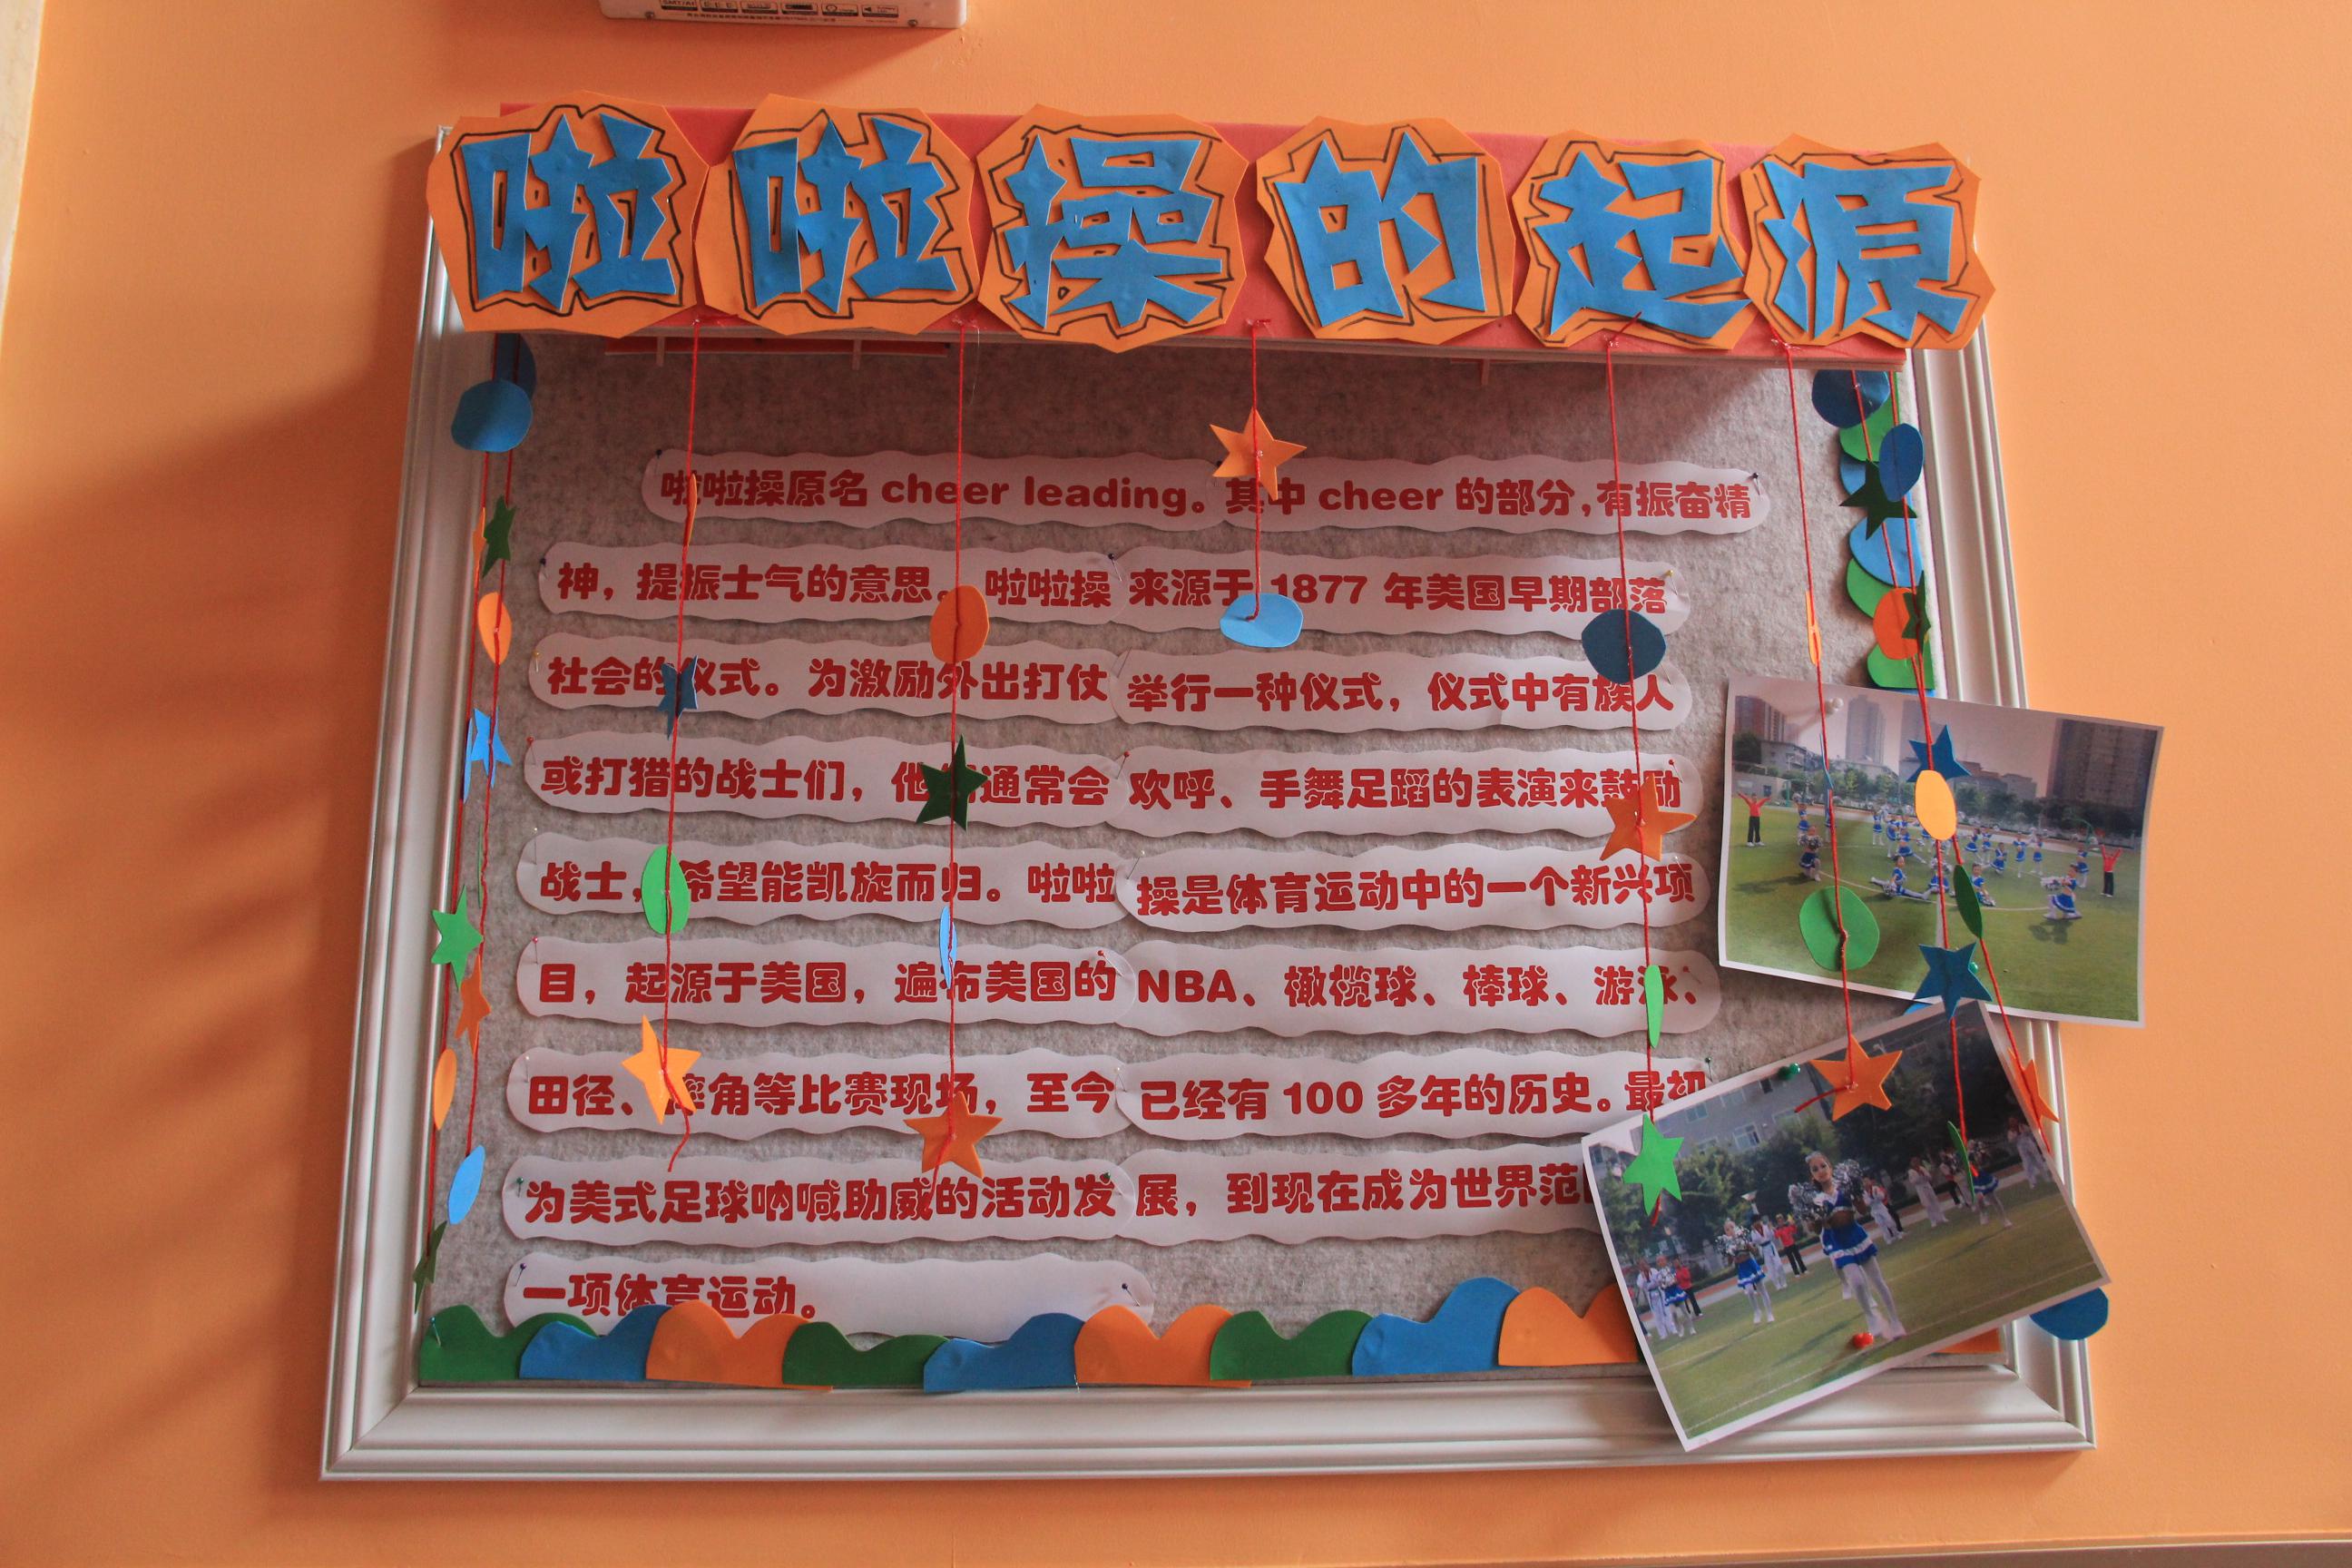 啦啦操的起源
啦啦操原名 cheer leading。其中 cheer 的部分,有振奋精
神，提振士气的意思。啦啦操 来源于 1877 年美国早期部落
社会的仪式。为激励外出打仗 举行一种仪式，仪式中有族人
或打猎的战士们，他们通常会 欢呼、手舞足蹈的表演来鼓励
战士，希望能凯旋而归。啦啦 操是体育运动中的一个新兴项
目，起源于美国，遍布美国的 NBA、橄榄球、棒球、游泳、
田径、摔角等比赛现场，至今 已经有 100 多年的历史。最初
为美式足球呐喊助威的活动发 展，到现在成为世界范
一项体育运动。